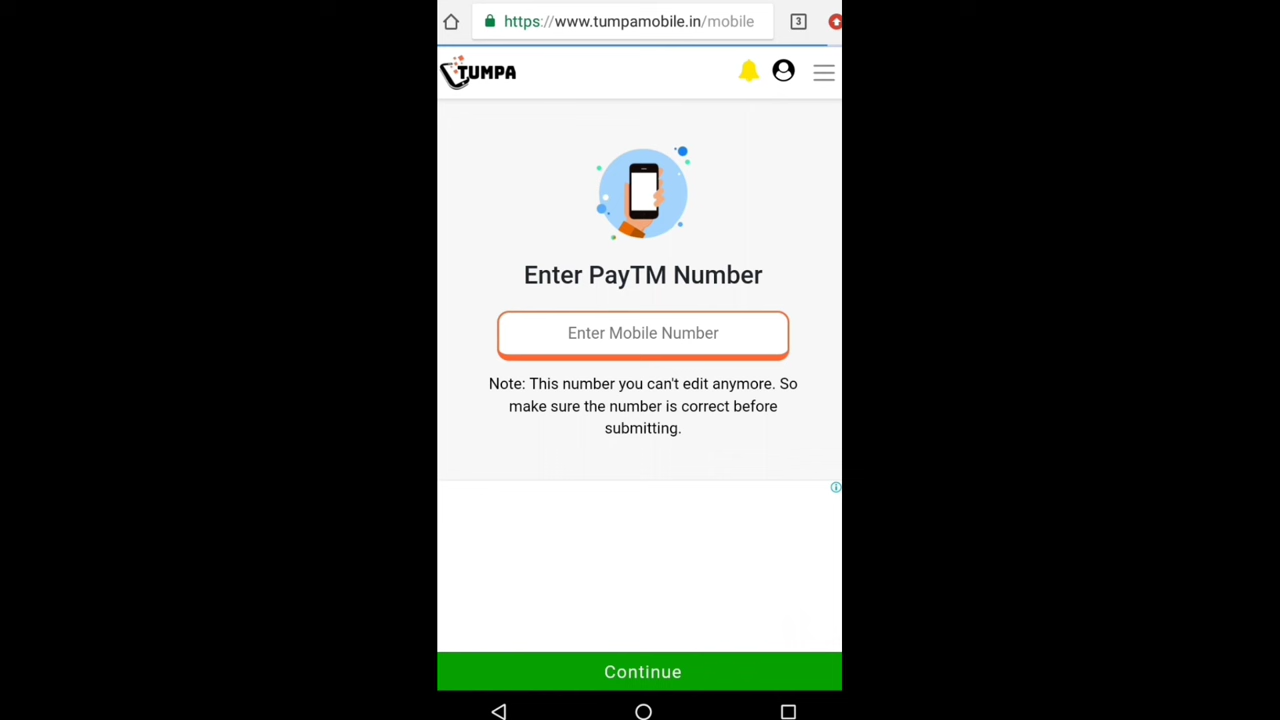 https://www.tumpamobile.in/mobile
3
TUMPA
Enter PayTM Number
Enter Mobile Number
Note: This number you can't edit anymore. So
make sure the number is correct before
submitting.
Continue